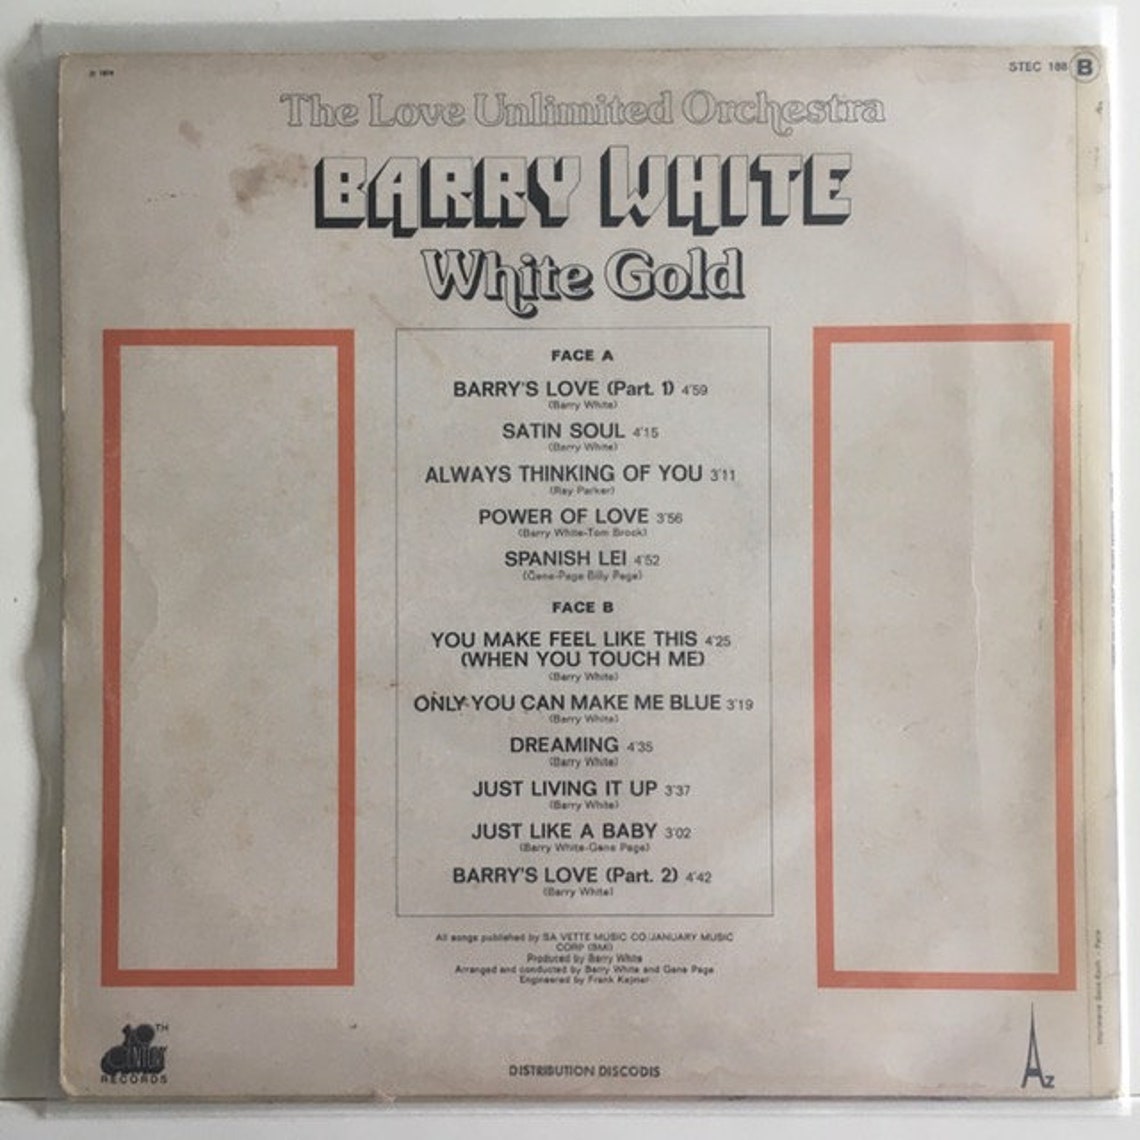 ℗ 1974
STEC 188 B
The Love Unlimited Orchestra
BARRY WHITE
White Gold
FACE A
BARRY'S LOVE (Part. 1) 4'59
(Barry White)
SATIN SOUL 4'15
(Barry White)
ALWAYS THINKING OF YOU 3'11
(Ray Parker)
POWER OF LOVE 3'56
(Barry White-Tom Brock)
SPANISH LEI 4'52
(Gene-Page Billy Page)
FACE B
YOU MAKE FEEL LIKE THIS 4'25
(WHEN YOU TOUCH ME)
(Barry White)
ONLY YOU CAN MAKE ME BLUE 3'19
(Barry White)
DREAMING 4'35
(Barry White)
JUST LIVING IT UP 3'37
(Barry White)
JUST LIKE A BABY 3'02
(Barry White-Gene Page)
BARRY'S LOVE (Part. 2) 4'42
(Barry White)
All songs published by SA VETTE MUSIC CO/JANUARY MUSIC
CORP (BMI)
Produced by Barry White
Arranged and conducted by Barry White and Gene Page
Engineered by Frank Kejmer
20TH
CENTURY
RECORDS
DISTRIBUTION DISCODIS
AZ